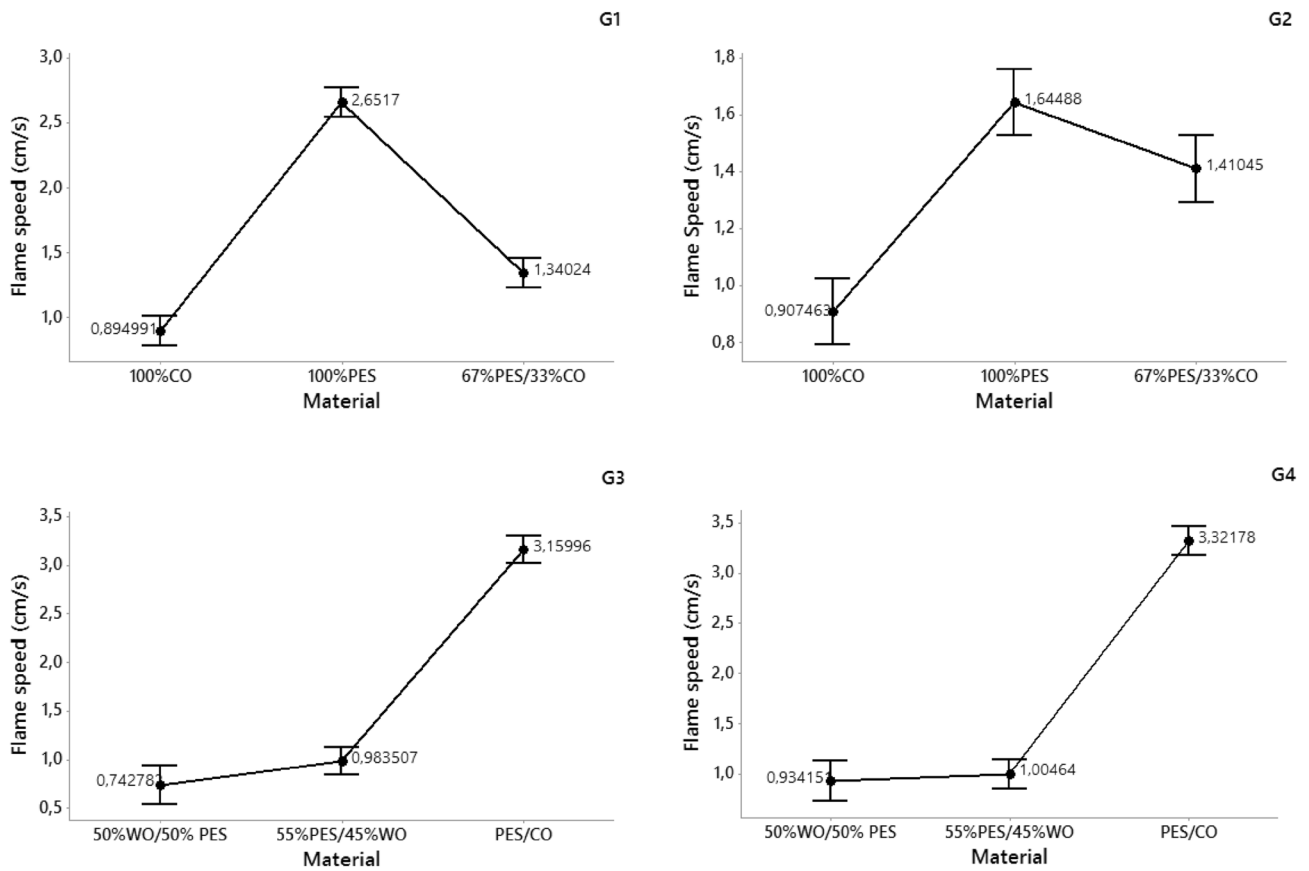 G1
Flame speed (cm/s)
3,0
2,5
2,0
1,5
1,0
0,894991
2,6517
1,34024
100%CO
100%PES
67%PES/33%CO
Material
G2
Flame Speed (cm/s)
1,8
1,6
1,4
1,2
1,0
0,8
0,907463
1,64488
1,41045
100%CO
100%PES
67%PES/33%CO
Material
G3
Flame speed (cm/s)
3,5
3,0
2,5
2,0
1,5
1,0
0,5
0,983507
3,15996
50%WO/50% PES
55%PES/45%WO
PES/CO
Material
G4
Flame speed (cm/s)
3,5
3,0
2,5
2,0
1,5
1,0
1,00464
3,32178
50%WO/50% PES
55%PES/45%WO
PES/CO
Material